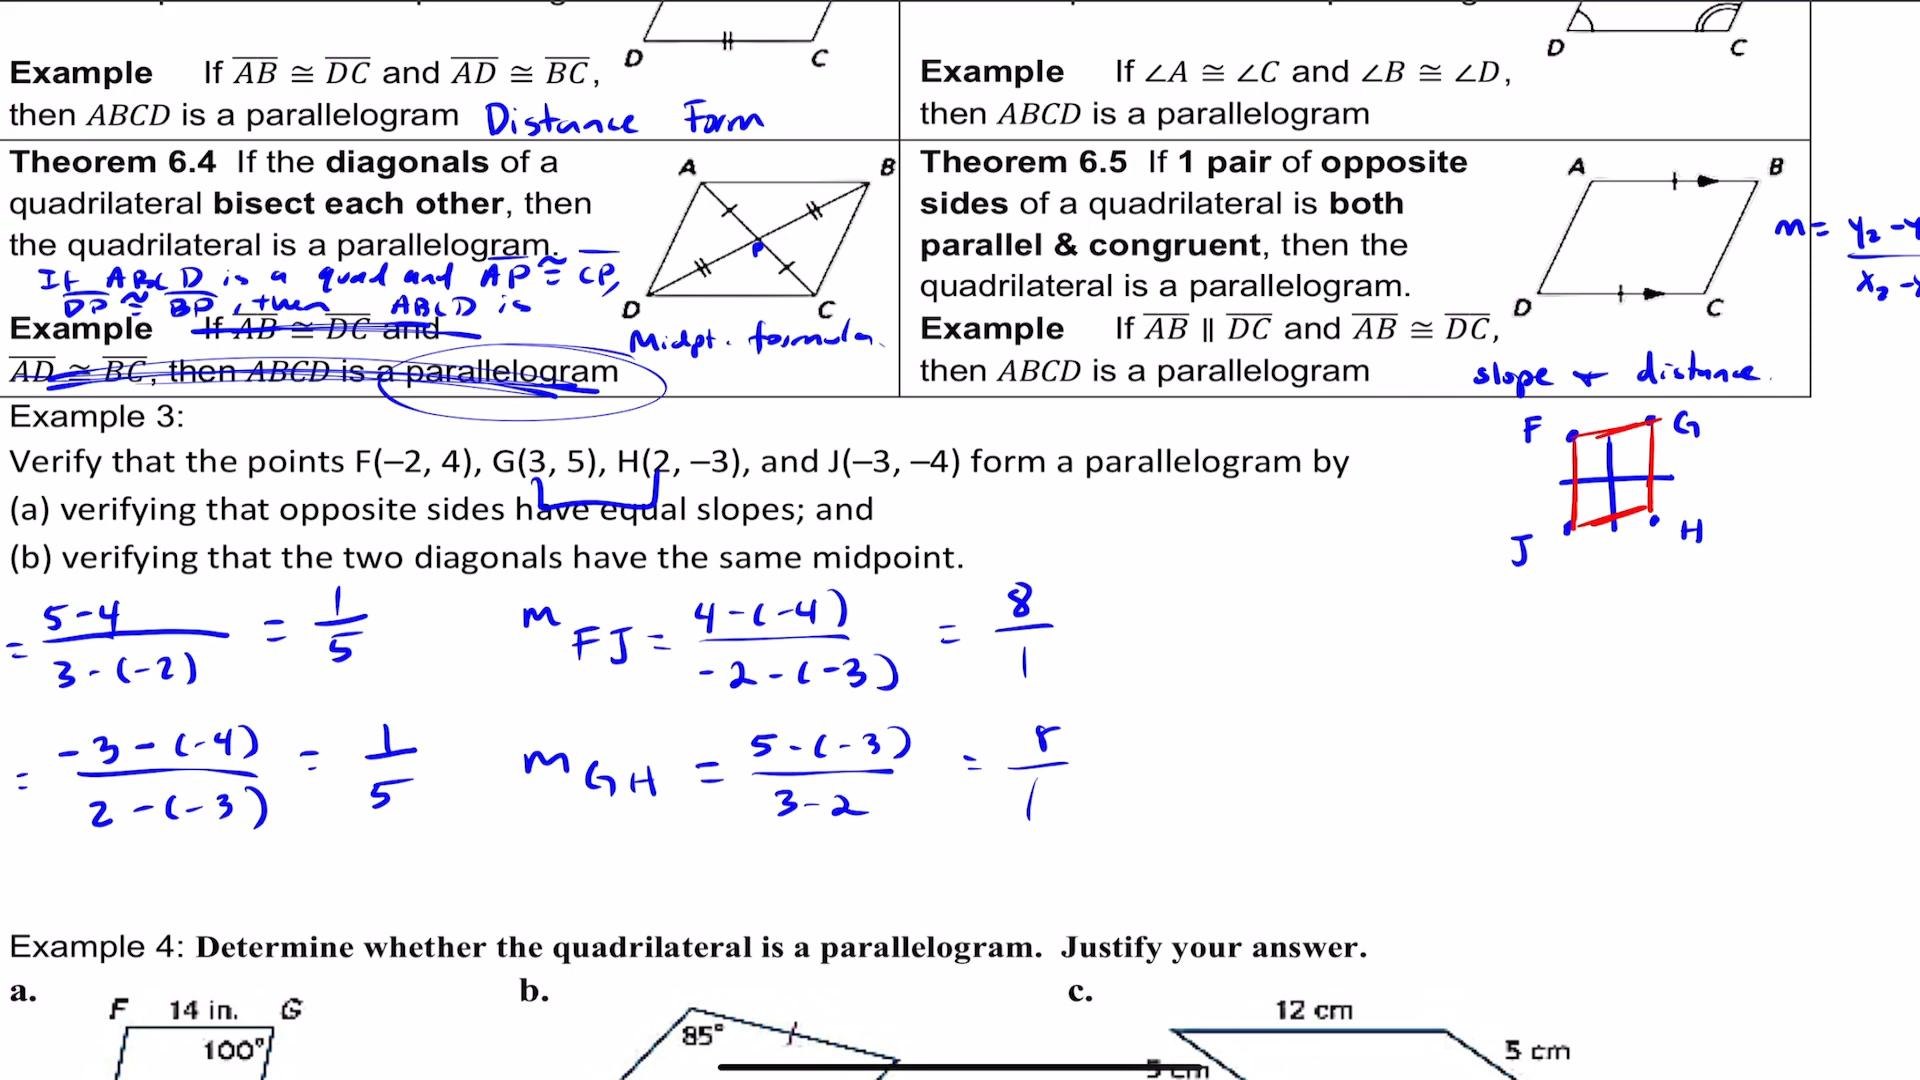 D C
Example If AB ≅ DC and AD ≅ BC,
then ABCD is a parallelogram Distance Form
D C
Example If ∠A ≅ ∠C and ∠B ≅ ∠D,
then ABCD is a parallelogram
Theorem 6.4 If the diagonals of a
quadrilateral bisect each other, then
the quadrilateral is a parallelogram.
If ABCD is a quad and AP ≅ CP,
DP ≅ BP, then ABCD is
Example If AB ≅ DC and
AD ≅ BC, then ABCD is a parallelogram
A B
P
D C
Midpt. formula.
Theorem 6.5 If 1 pair of opposite
sides of a quadrilateral is both
parallel & congruent, then the
quadrilateral is a parallelogram.
Example If AB ∥ DC and AB ≅ DC,
then ABCD is a parallelogram
A B
D C
slope + distance.
m = y₂ - y
x₂ -
Example 3:
Verify that the points F(–2, 4), G(3, 5), H(2, –3), and J(–3, –4) form a parallelogram by
(a) verifying that opposite sides have equal slopes; and
(b) verifying that the two diagonals have the same midpoint.
F G
J H
= 5-4 / 3-(-2) = 1/5
m FJ = 4-(-4) / -2-(-3) = 8/1
= -3-(-4) / 2-(-3) = 1/5
m GH = 5-(-3) / 3-2 = 8/1
Example 4: Determine whether the quadrilateral is a parallelogram. Justify your answer.
a. b. c.
F 14 in. G
100°
85°
12 cm
5 cm
5 cm